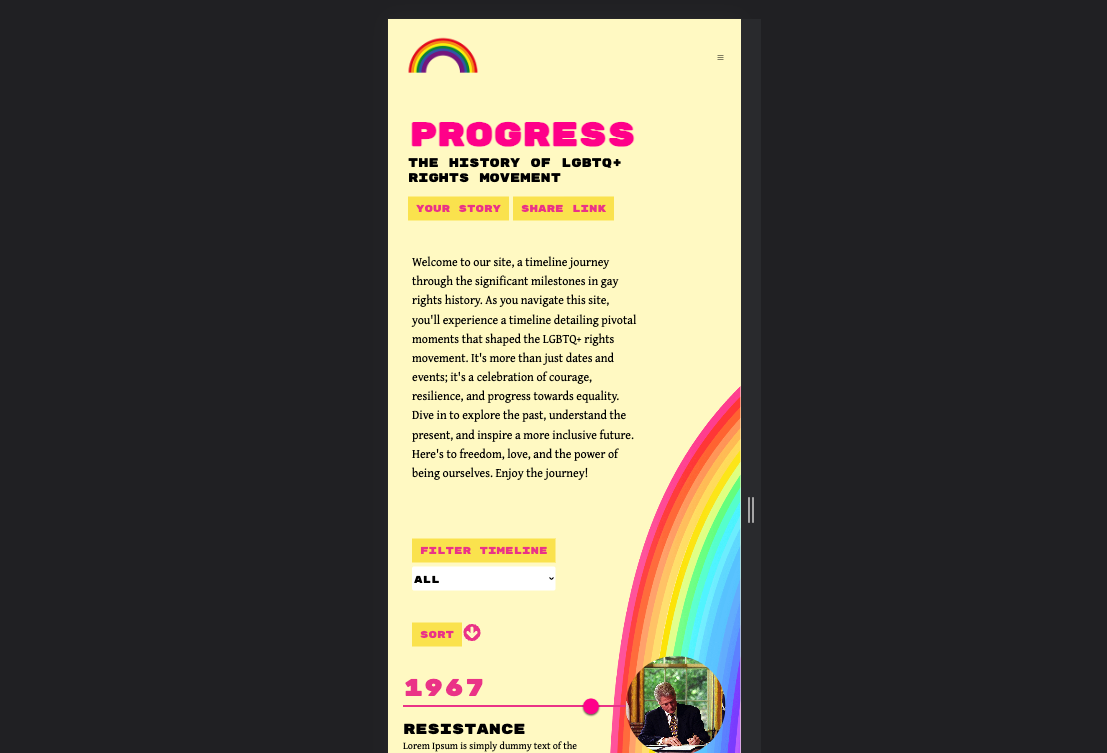 PROGRESS
THE HISTORY OF LGBTQ+
RIGHTS MOVEMENT
YOUR STORY SHARE LINK
Welcome to our site, a timeline journey
through the significant milestones in gay
rights history. As you navigate this site,
you'll experience a timeline detailing pivotal
moments that shaped the LGBTQ+ rights
movement. It's more than just dates and
events; it's a celebration of courage,
resilience, and progress towards equality.
Dive in to explore the past, understand the
present, and inspire a more inclusive future.
Here's to freedom, love, and the power of
being ourselves. Enjoy the journey!
FILTER TIMELINE
ALL
SORT
1967
RESISTANCE
Lorem Ipsum is simply dummy text of the